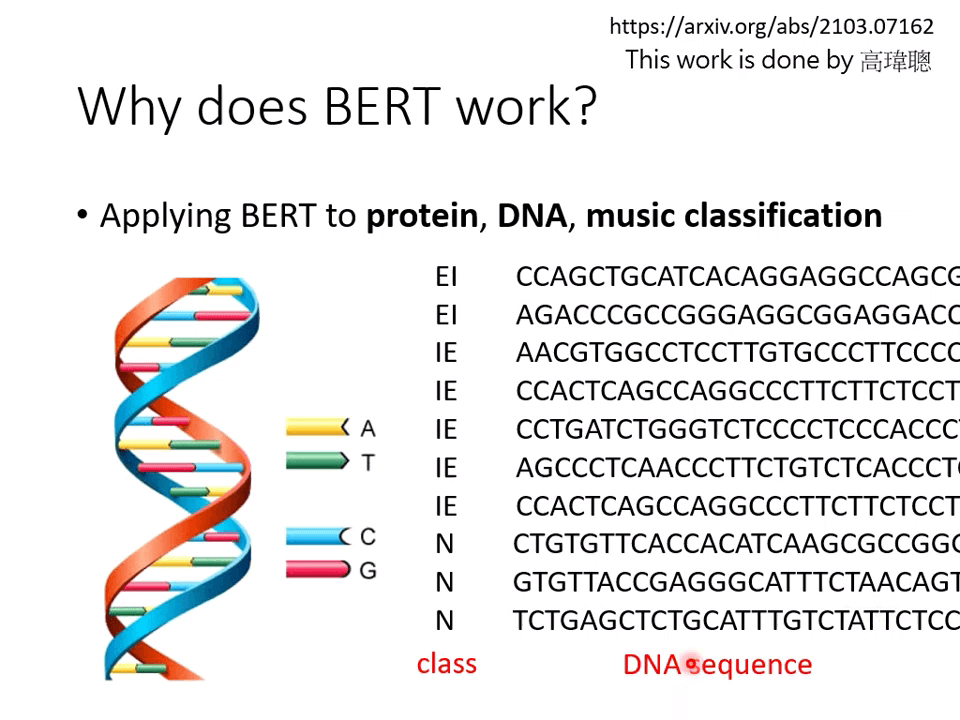 https://arxiv.org/abs/2103.07162
This work is done by 高瑋聰
Why does BERT work?
• Applying BERT to protein, DNA, music classification
EI CCAGCTGCATCACAGGAGGCCAGCG
EI AGACCCGCCGGGAGGCGGAGGACC
IE AACGTGGCCTCCTTGTGCCCTTCCCC
IE CCACTCAGCCAGGCCCTTCTTCTCCT
IE CCTGATCTGGGTCTCCCCTCCCACCCT
IE AGCCCTCAACCCTTCTGTCTCACCCTC
IE CCACTCAGCCAGGCCCTTCTTCTCCT
N CTGTGTTCACCACATCAAGCGCCGGG
N GTGTTACCGAGGGCATTTCTAACAGT
N TCTGAGCTCTGCATTTGTCTATTCTCC
A
T
C
G
class DNA sequence